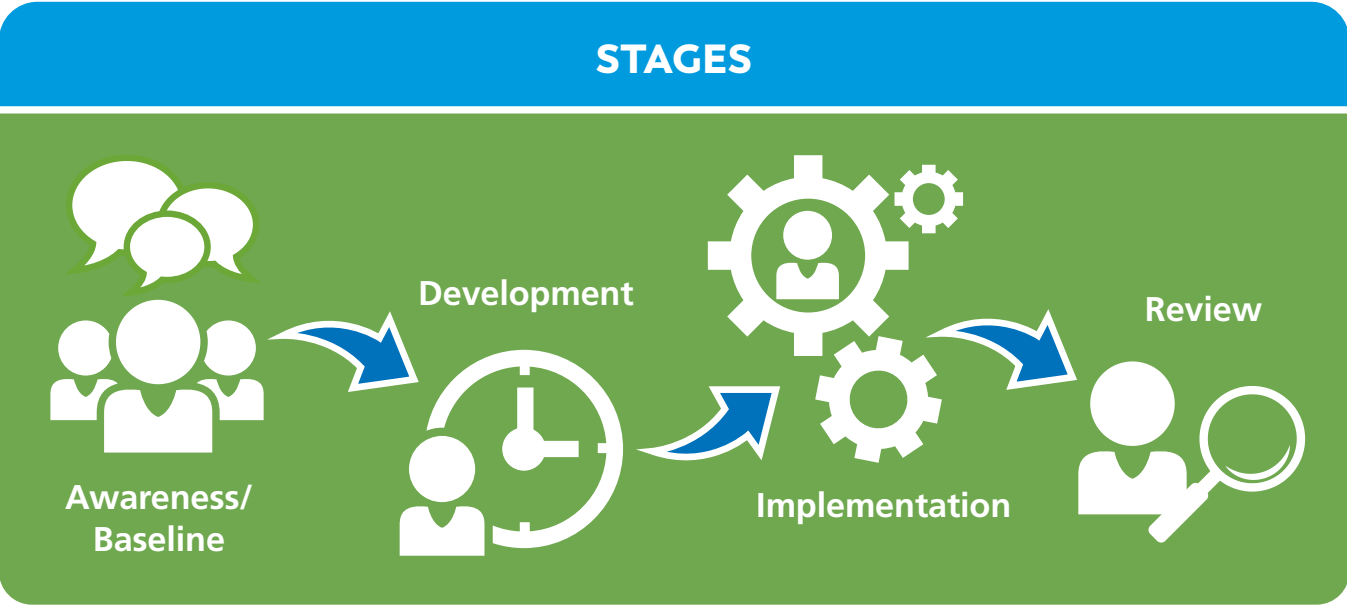 STAGES
Awareness/
Baseline
Development
Implementation
Review